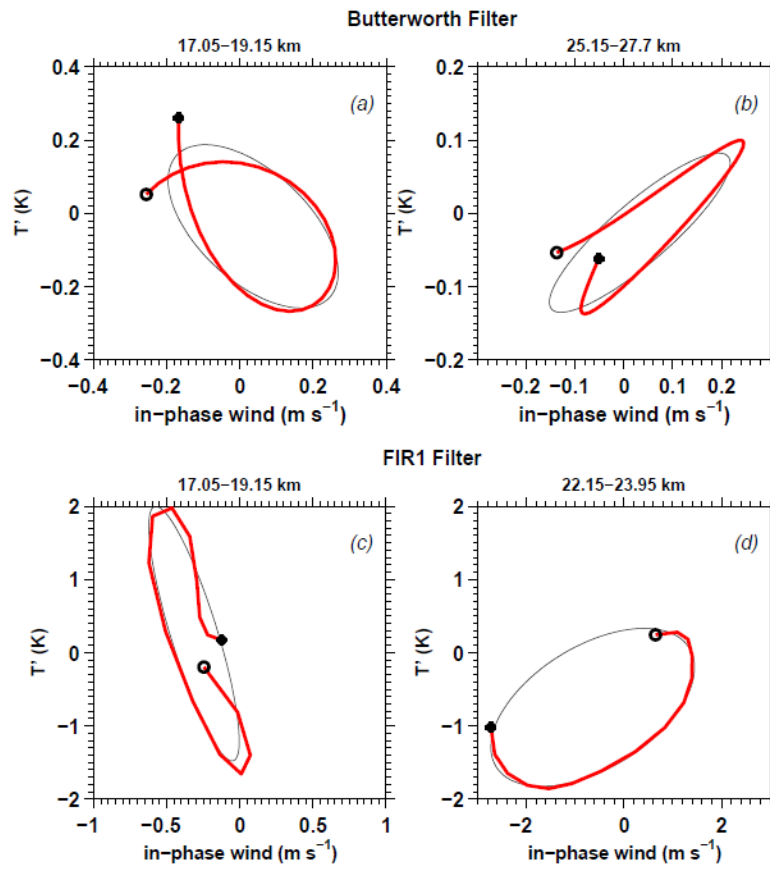 Butterworth Filter
17.05−19.15 km
25.15−27.7 km
0.4
0.2
0
−0.2
−0.4
T' (K)
(a)
−0.4 −0.2 0 0.2 0.4
in−phase wind (m s⁻¹)
0.2
0.1
0
−0.1
−0.2
T' (K)
(b)
−0.2 −0.1 0 0.1 0.2
in−phase wind (m s⁻¹)
FIR1 Filter
17.05−19.15 km
22.15−23.95 km
2
1
0
−1
−2
T' (K)
(c)
−1 0.5 0 0.5 1
in−phase wind (m s⁻¹)
2
1
0
−1
−2
T' (K)
(d)
−2 0 2
in−phase wind (m s⁻¹)